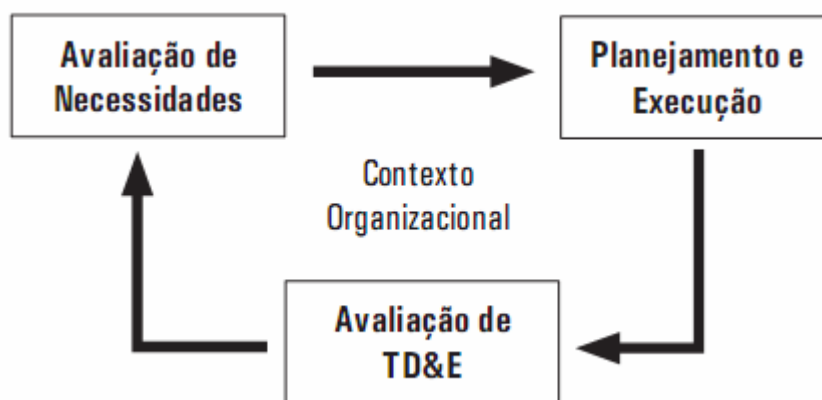 Avaliação de
Necessidades
Planejamento e
Execução
Contexto
Organizacional
Avaliação de
TD&E